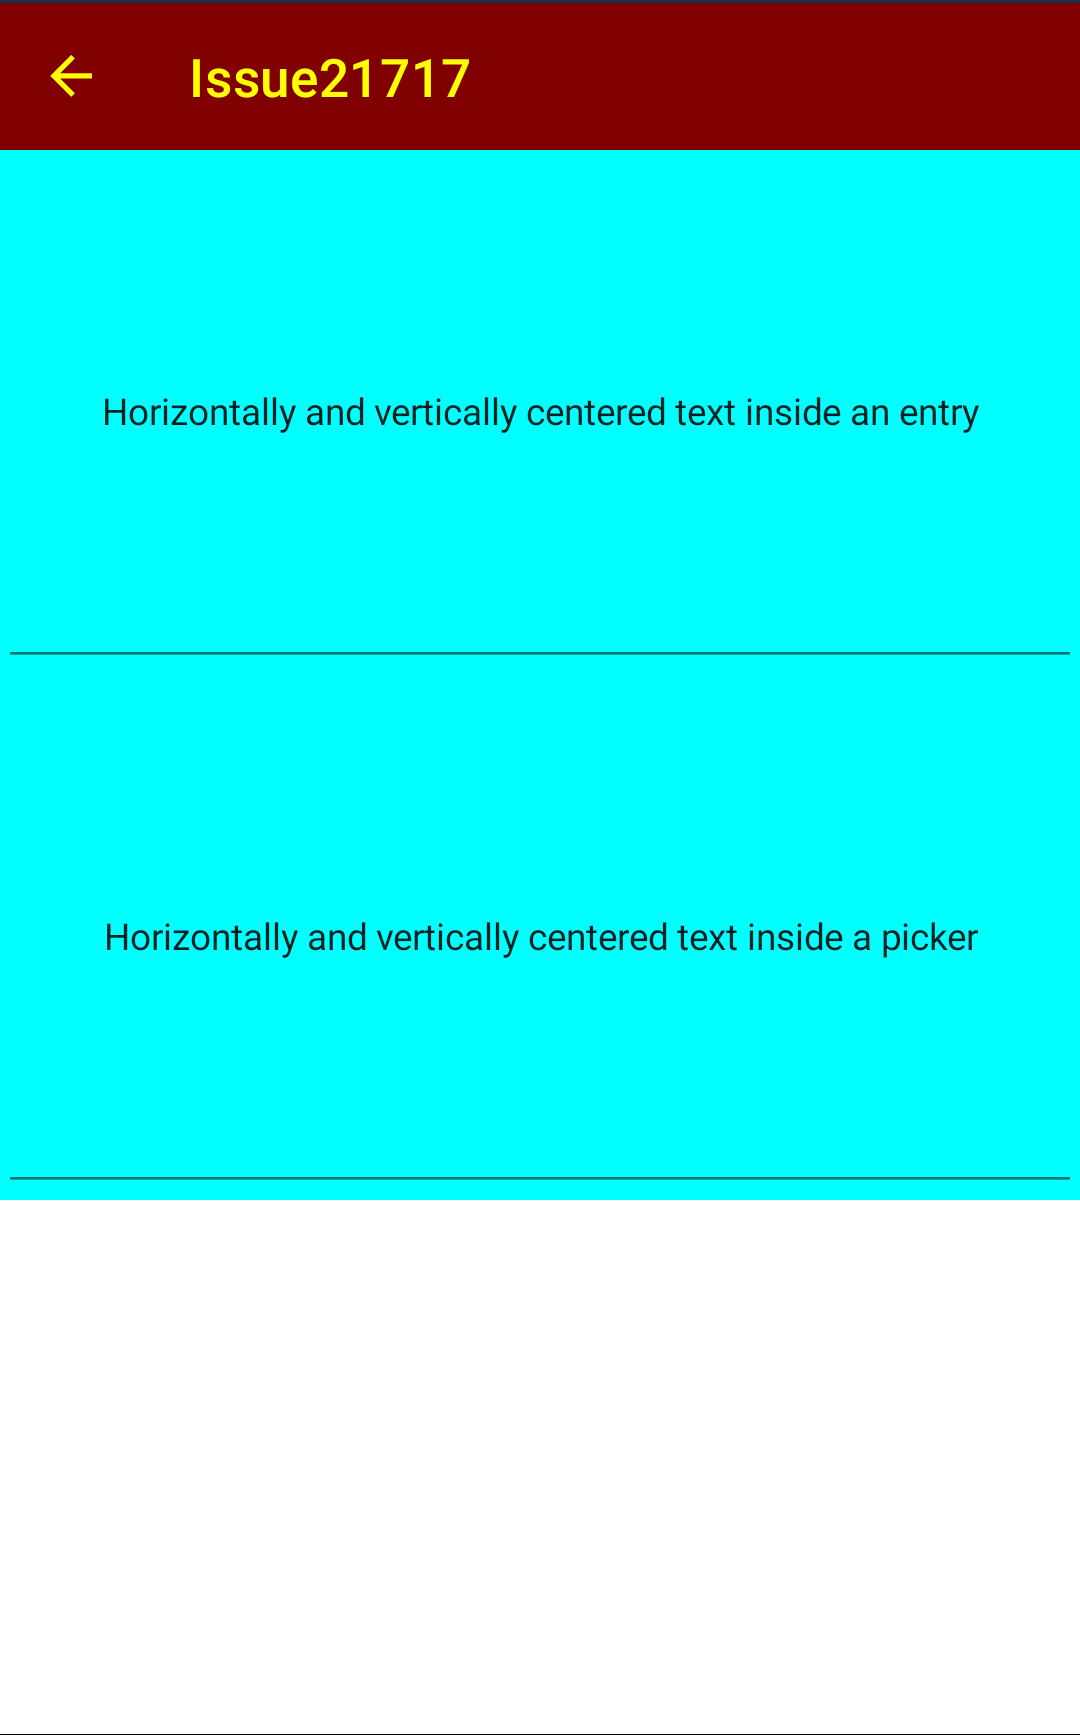 Issue21717
Horizontally and vertically centered text inside an entry
Horizontally and vertically centered text inside a picker